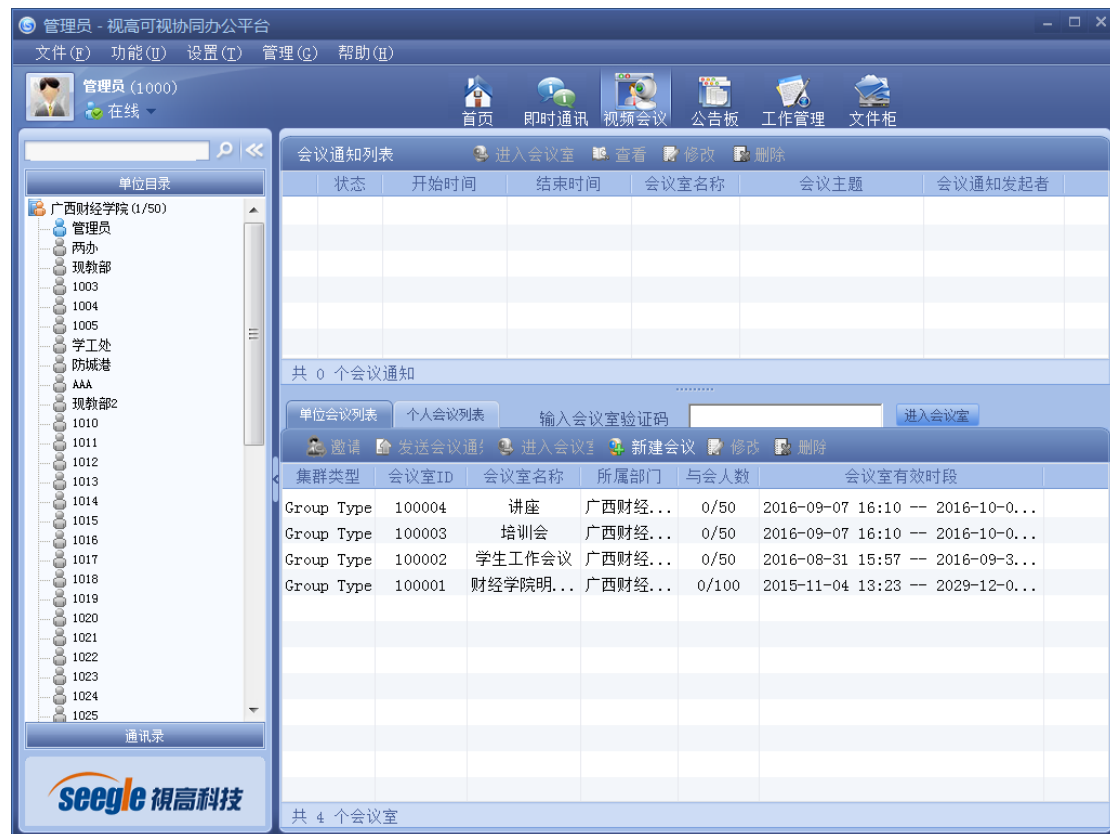 管理员 - 视高可视协同办公平台
文件(F) 功能(U) 设置(T) 管理(G) 帮助(H)
管理员 (1000)
在线
首页 即时通讯 视频会议 公告板 工作管理 文件柜
单位目录
广西财经学院 (1/50)
管理员
两办
现教部
1003
1004
1005
学工处
防城港
AAA
现教部2
1010
1011
1012
1013
1014
1015
1016
1017
1018
1019
1020
1021
1022
1023
1024
1025
通讯录
seegle 視高科技
会议通知列表 进入会议室 查看 修改 删除
状态 开始时间 结束时间 会议室名称 会议主题 会议通知发起者
共 0 个会议通知
单位会议列表 个人会议列表 输入会议室验证码 进入会议室
邀请 发送会议通 进入会议 新建会议 修改 删除
集群类型 会议室ID 会议室名称 所属部门 与会人数 会议室有效时段
Group Type 100004 讲座 广西财经... 0/50 2016-09-07 16:10 -- 2016-10-0...
Group Type 100003 培训会 广西财经... 0/50 2016-09-07 16:10 -- 2016-10-0...
Group Type 100002 学生工作会议 广西财经... 0/50 2016-08-31 15:57 -- 2016-09-3...
Group Type 100001 财经学院明... 广西财经... 0/100 2015-11-04 13:23 -- 2029-12-0...
共 4 个会议室